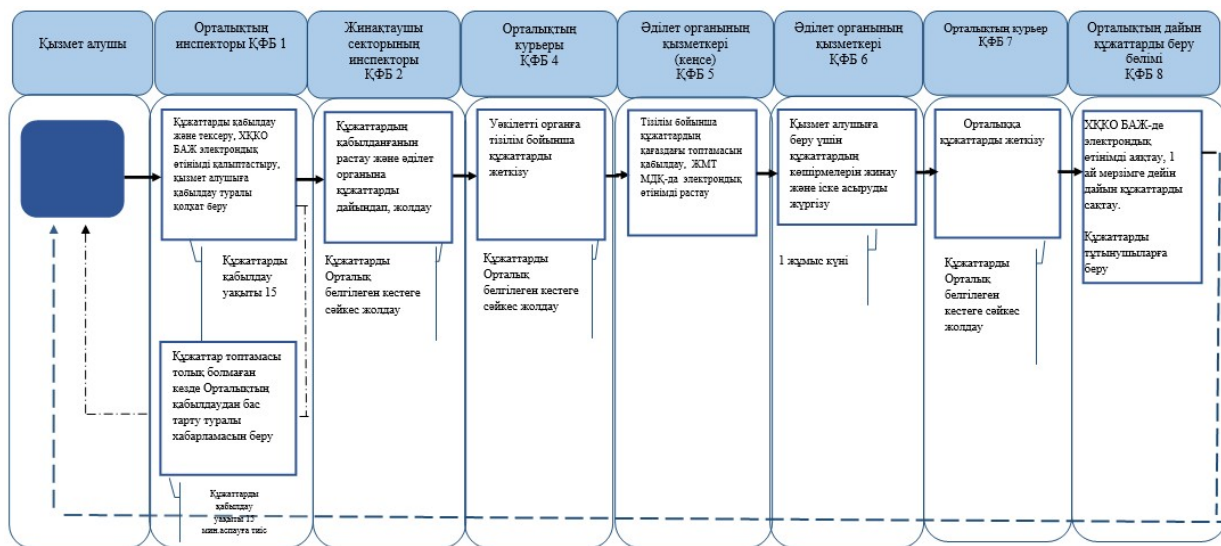 Қызмет алушы
Орталықтың
инспекторы ҚФБ 1
Жинақтаушы
секторының
инспекторы
ҚФБ 2
Орталықтың
курьеры
ҚФБ 4
Әділет органының
қызметкері
(кеңсе)
ҚФБ 5
Әділет органының
қызметкері
ҚФБ 6
Орталықтың курьер
ҚФБ 7
Орталықтың дайын
құжаттарды беру
бөлімі
ҚФБ 8
Құжаттарды қабылдау
және тексеру, ХҚКО
БАЖ электрондық
өтінімді қалыптастыру,
қызмет алушыға
қабылдау туралы
қолхат беру
Құжаттарды
қабылдау
уақыты 15
Құжаттар топтамасы
толық болмаған
кезде Орталықтың
қабылдаудан бас
тарту туралы
хабарламасын беру
Құжаттарды
қабылдау
уақыты 15
мин.аспауға тиіс
Құжаттардың
қабылданғанын
растау және әділет
органына
құжаттарды
дайындап, жолдау
Құжаттарды
Орталық
белгілеген кестеге
сәйкес жолдау
Уәкілетті органға
тізілім бойынша
құжаттарды
жеткізу
Құжаттарды
Орталық
белгілеген кестеге
сәйкес жолдау
Тізілім бойынша
құжаттардың
қағаздағы топтамасын
қабылдау, ЖМТ
МДҚ-да электрондық
өтінімді растау
Қызмет алушыға
беру үшін
құжаттардың
көшірмелерін жинау
және іске асыруды
жүргізу
1 жұмыс күні
Орталыққа
құжаттарды жеткізу
Құжаттарды
Орталық
белгілеген
кестеге сәйкес
жолдау
ХҚКО БАЖ-де
электрондық
өтінімді аяқтау, 1
ай мерзімге дейін
дайын құжаттарды
сақтау.
Құжаттарды
тұтынушыларға
беру